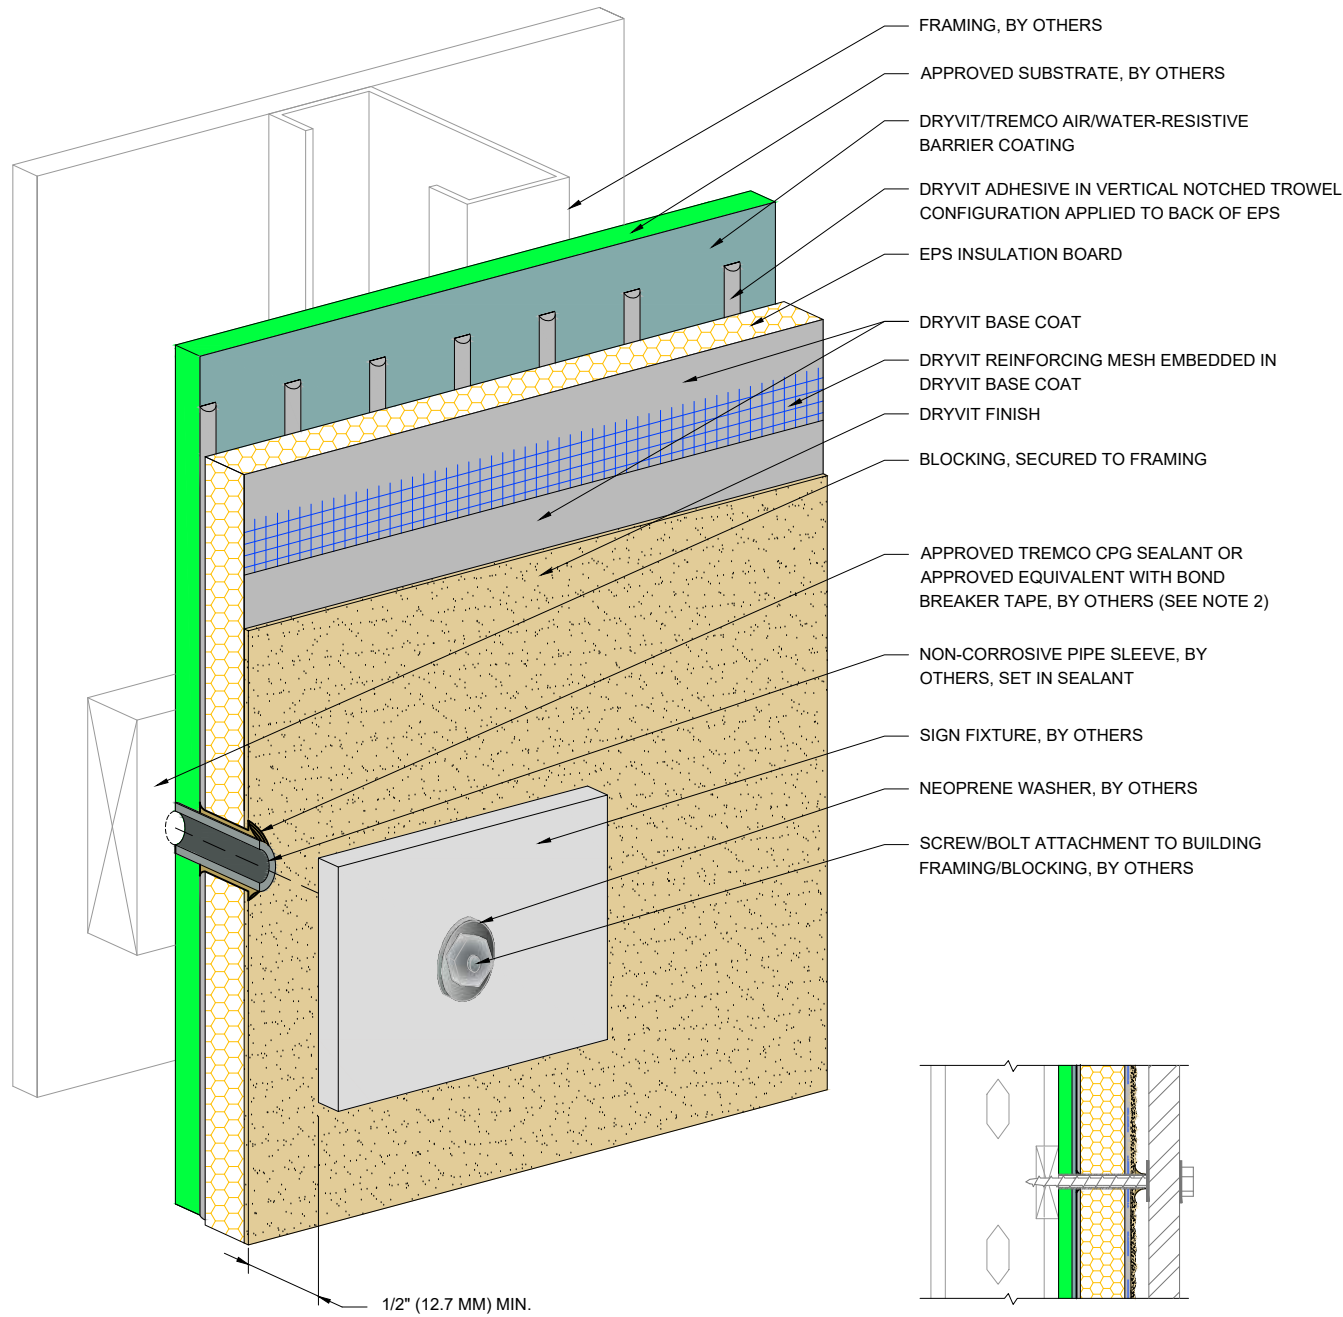 FRAMING, BY OTHERS
APPROVED SUBSTRATE, BY OTHERS
DRYVIT/TREMCO AIR/WATER-RESISTIVE
BARRIER COATING
DRYVIT ADHESIVE IN VERTICAL NOTCHED TROWEL
CONFIGURATION APPLIED TO BACK OF EPS
EPS INSULATION BOARD
DRYVIT BASE COAT
DRYVIT REINFORCING MESH EMBEDDED IN
DRYVIT BASE COAT
DRYVIT FINISH
BLOCKING, SECURED TO FRAMING
APPROVED TREMCO CPG SEALANT OR
APPROVED EQUIVALENT WITH BOND
BREAKER TAPE, BY OTHERS (SEE NOTE 2)
NON-CORROSIVE PIPE SLEEVE, BY
OTHERS, SET IN SEALANT
SIGN FIXTURE, BY OTHERS
NEOPRENE WASHER, BY OTHERS
SCREW/BOLT ATTACHMENT TO BUILDING
FRAMING/BLOCKING, BY OTHERS
1/2" (12.7 MM) MIN.